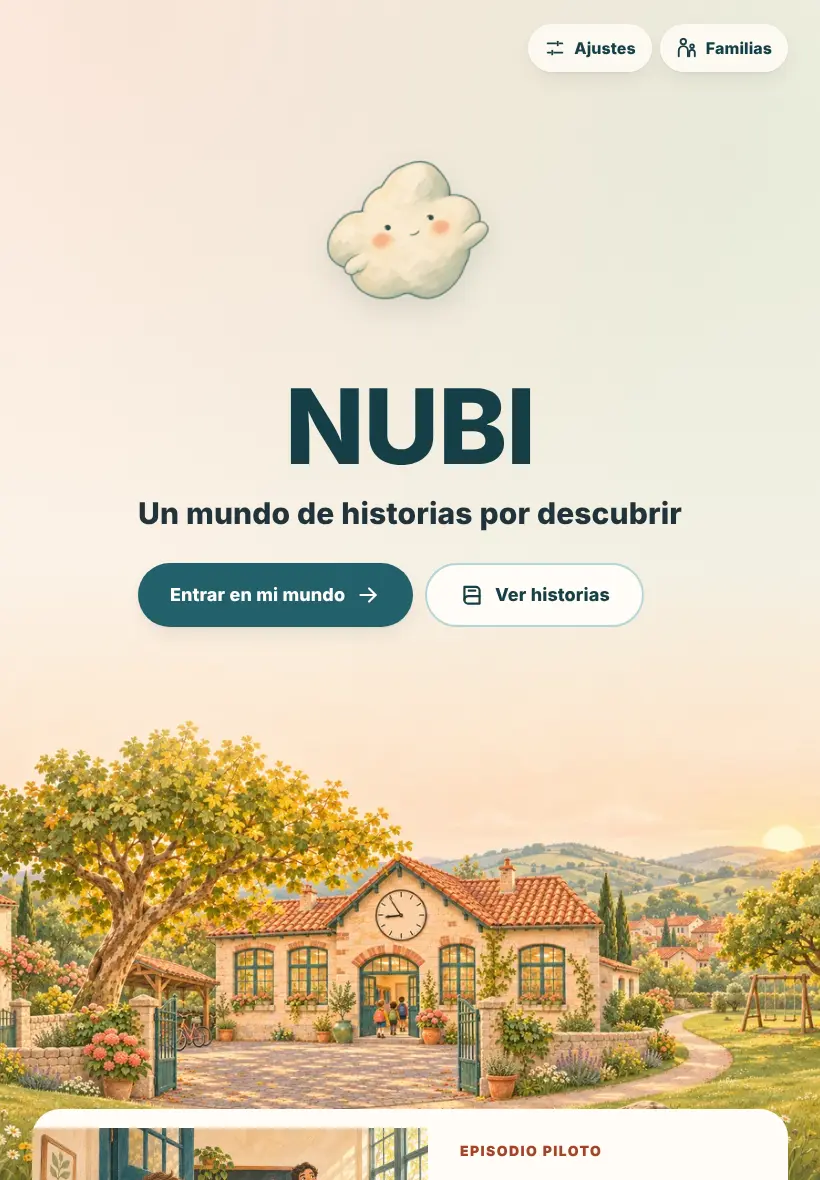 Ajustes
Familias
NUBI
Un mundo de historias por descubrir
Entrar en mi mundo
Ver historias
EPISODIO PILOTO